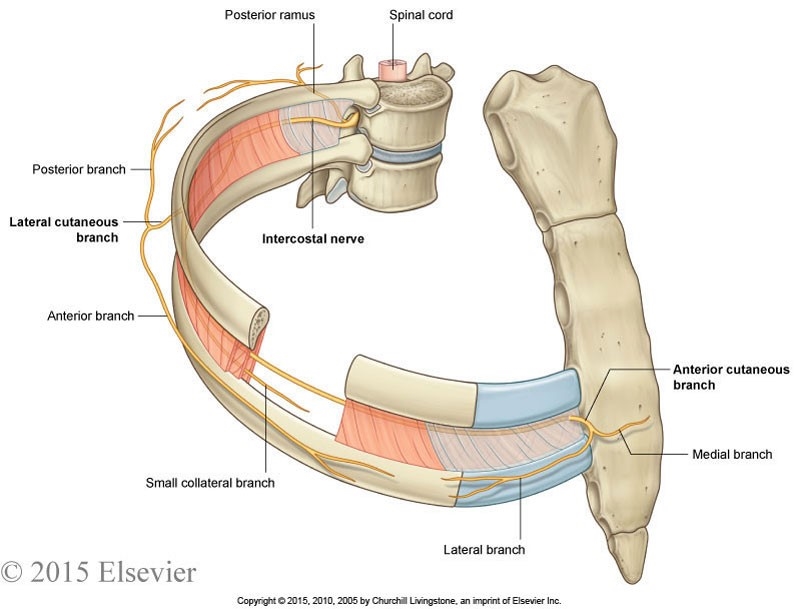 Posterior ramus
Spinal cord
Posterior branch
Lateral cutaneous
branch
Intercostal nerve
Anterior branch
Anterior cutaneous
branch
Medial branch
Small collateral branch
Lateral branch
© 2015 Elsevier
Copyright © 2015, 2010, 2005 by Churchill Livingstone, an imprint of Elsevier Inc.